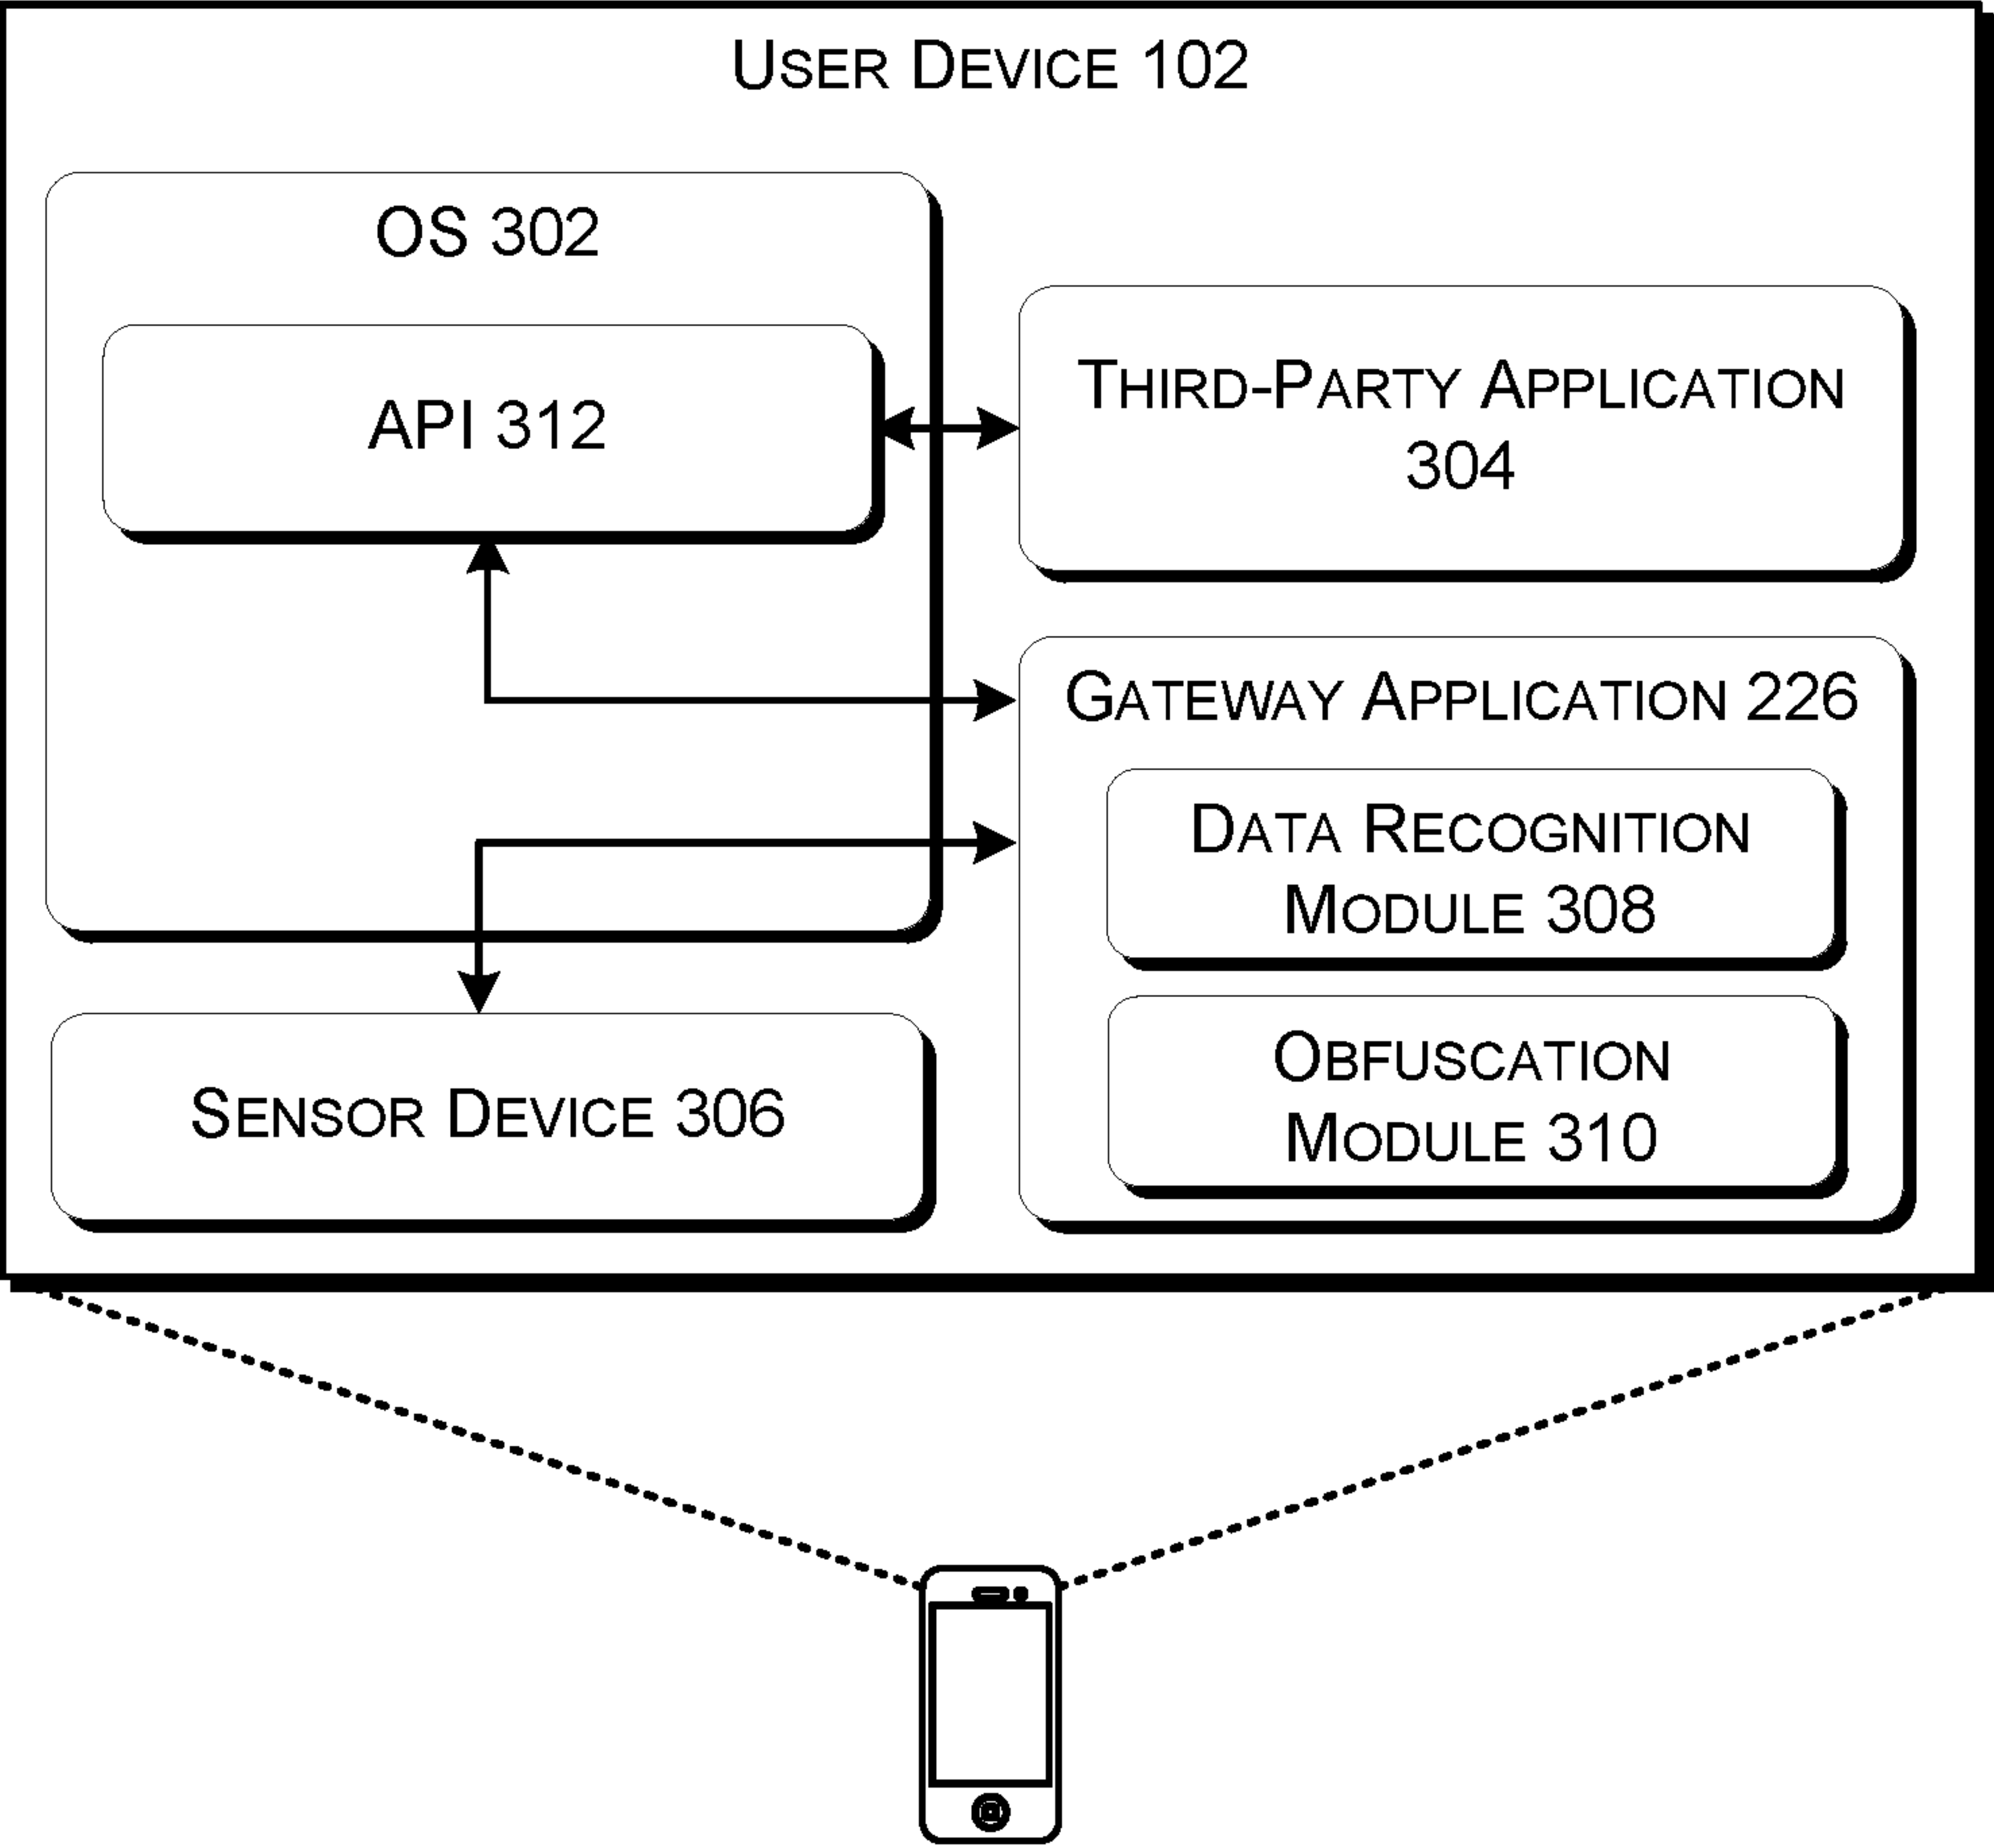 USER DEVICE 102
OS 302
API 312
THIRD-PARTY APPLICATION
304
GATEWAY APPLICATION 226
DATA RECOGNITION
MODULE 308
OBFUSCATION
MODULE 310
SENSOR DEVICE 306